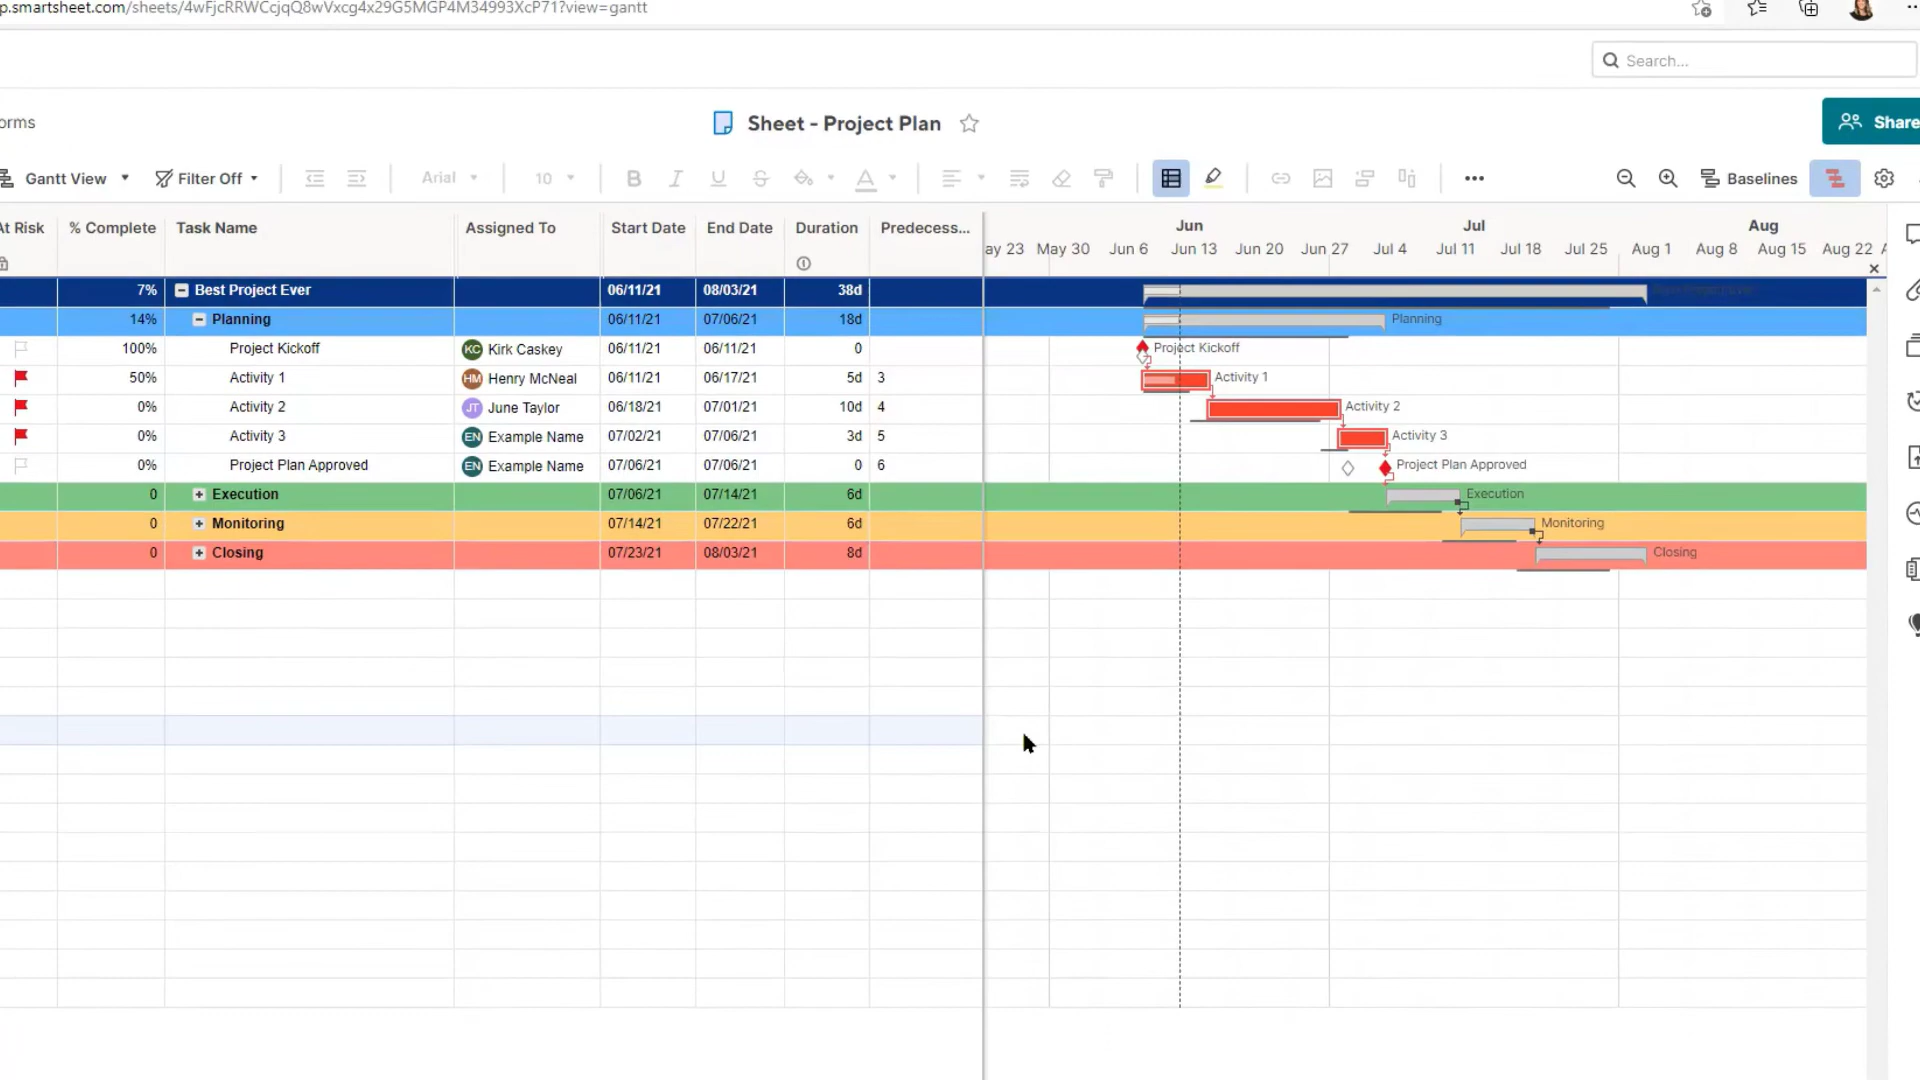 p.smartsheet.com/sheets/4wFjcRRWCcjqQ8wVxcg4x29G5MGP4M34993XcP71?view=gantt
Search...
orms
Sheet - Project Plan
Share
Gantt View
Filter Off
Arial
10
B I U S A
Baselines
At Risk % Complete Task Name Assigned To Start Date End Date Duration Predecess...
Jun Jul Aug
ay 23 May 30 Jun 6 Jun 13 Jun 20 Jun 27 Jul 4 Jul 11 Jul 18 Jul 25 Aug 1 Aug 8 Aug 15 Aug 22
7% Best Project Ever 06/11/21 08/03/21 38d
14% Planning 06/11/21 07/06/21 18d Planning
100% Project Kickoff KC Kirk Caskey 06/11/21 06/11/21 0 Project Kickoff
50% Activity 1 HM Henry McNeal 06/11/21 06/17/21 5d 3 Activity 1
0% Activity 2 JT June Taylor 06/18/21 07/01/21 10d 4 Activity 2
0% Activity 3 EN Example Name 07/02/21 07/06/21 3d 5 Activity 3
0% Project Plan Approved EN Example Name 07/06/21 07/06/21 0 6 Project Plan Approved
0 Execution 07/06/21 07/14/21 6d Execution
0 Monitoring 07/14/21 07/22/21 6d Monitoring
0 Closing 07/23/21 08/03/21 8d Closing